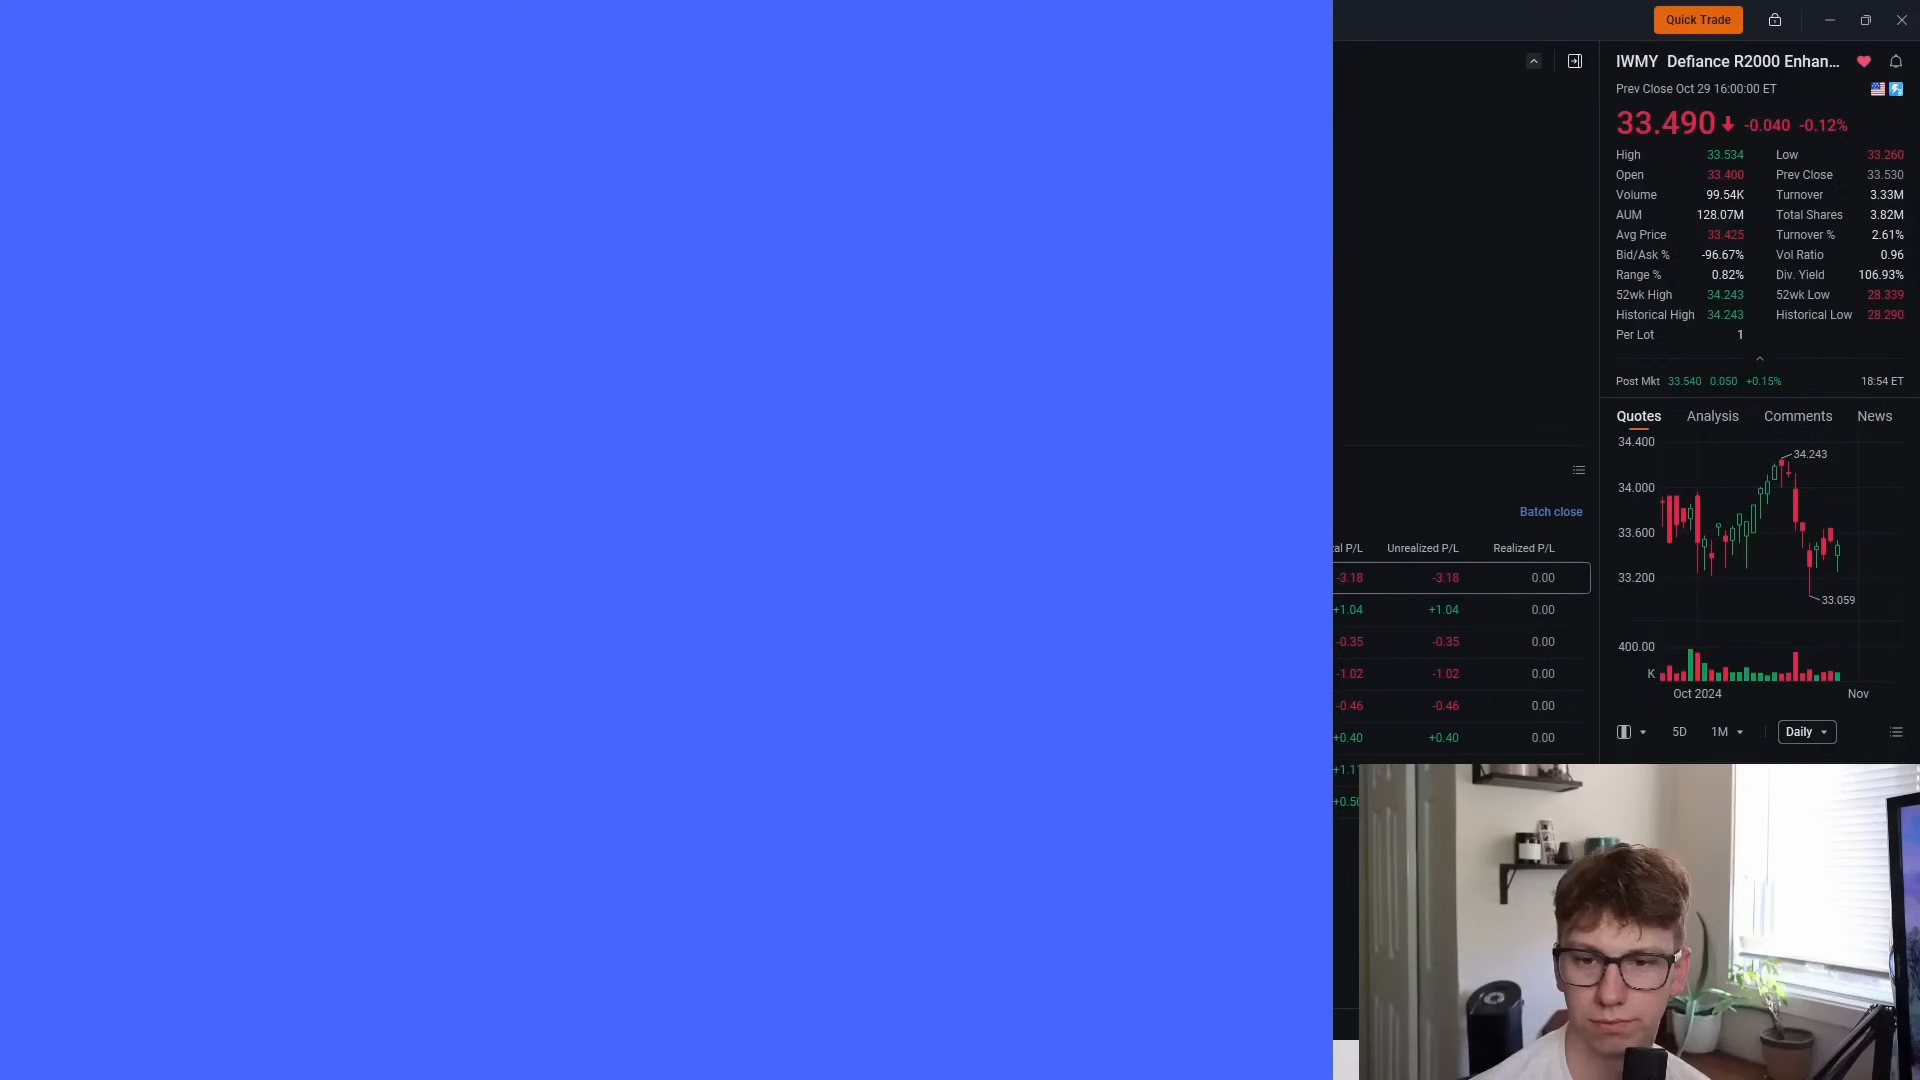 Quick Trade
IWMY Defiance R2000 Enhan...
Prev Close Oct 29 16:00:00 ET
33.490 -0.040 -0.12%
High 33.534 Low 33.260
Open 33.400 Prev Close 33.530
Volume 99.54K Turnover 3.33M
AUM 128.07M Total Shares 3.82M
Avg Price 33.425 Turnover % 2.61%
Bid/Ask % -96.67% Vol Ratio 0.96
Range % 0.82% Div. Yield 106.93%
52wk High 34.243 52wk Low 28.339
Historical High 34.243 Historical Low 28.290
Per Lot 1
Post Mkt 33.540 0.050 +0.15% 18:54 ET
Quotes Analysis Comments News
34.400
34.243
34.000
33.600
33.200
33.059
400.00
K
Oct 2024 Nov
5D 1M Daily
Batch close
P/L Unrealized P/L Realized P/L
-3.18 -3.18 0.00
+1.04 +1.04 0.00
-0.35 -0.35 0.00
-1.02 -1.02 0.00
-0.46 -0.46 0.00
+0.40 +0.40 0.00